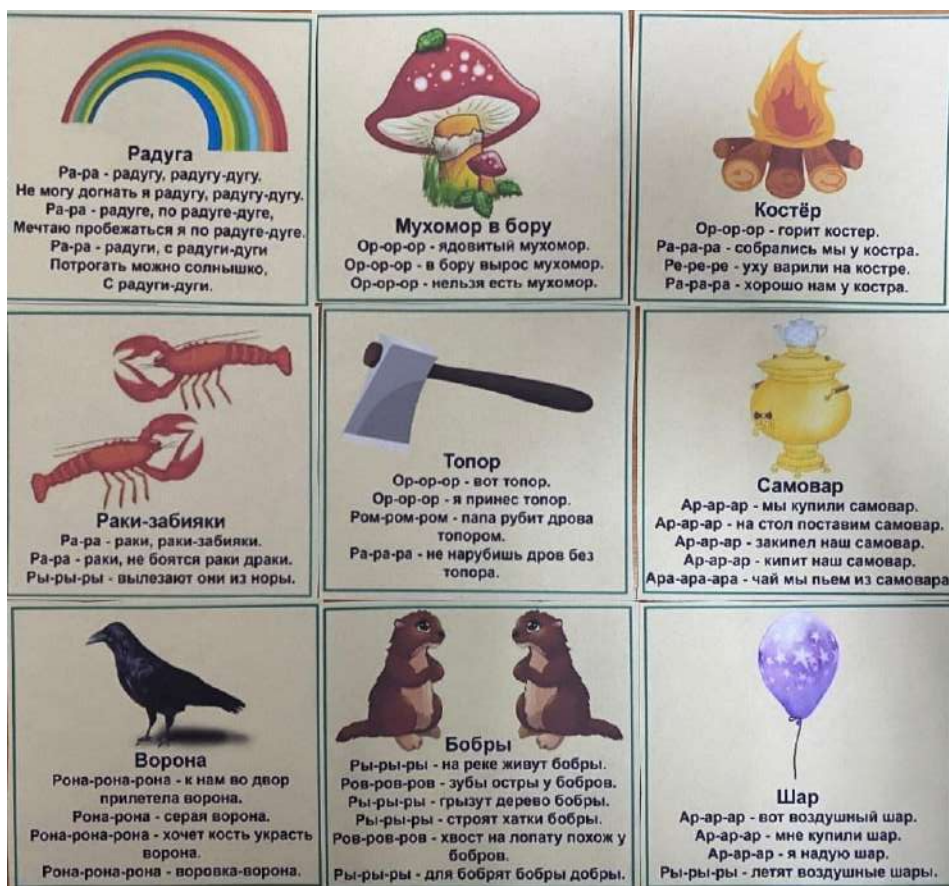 Радуга
Ра-ра - радугу, радугу-дугу.
Не могу догнать я радугу, радугу-дугу.
Ра-ра - радуге, по радуге-дуге,
Мечтаю пробежаться я по радуге-дуге.
Ра-ра - радуги, с радуги-дуги
Потрогать можно солнышко,
С радуги-дуги.
Мухомор в бору
Ор-ор-ор - ядовитый мухомор.
Ор-ор-ор - в бору вырос мухомор.
Ор-ор-ор - нельзя есть мухомор.
Костёр
Ор-ор-ор - горит костер.
Ра-ра-ра - собрались мы у костра.
Ре-ре-ре - уху варили на костре.
Ра-ра-ра - хорошо нам у костра.
Раки-забияки
Ра-ра - раки, раки-забияки.
Ра-ра - раки, не боятся раки драки.
Ры-ры-ры - вылезают они из норы.
Топор
Ор-ор-ор - вот топор.
Ор-ор-ор - я принес топор.
Ром-ром-ром - папа рубит дрова
топором.
Ра-ра-ра - не нарубишь дров без
топора.
Самовар
Ар-ар-ар - мы купили самовар.
Ар-ар-ар - на стол поставим самовар.
Ар-ар-ар - закипел наш самовар.
Ар-ар-ар - кипит наш самовар.
Ара-ара-ара - чай мы пьем из самовара
Ворона
Рона-рона-рона - к нам во двор
прилетела ворона.
Рона-рона - серая ворона.
Рона-рона-рона - хочет кость украсть
ворона.
Рона-рона-рона - воровка-ворона.
Бобры
Ры-ры-ры - на реке живут бобры.
Ров-ров-ров - зубы остры у бобров.
Ры-ры-ры - грызут дерево бобры.
Ры-ры-ры - строят хатки бобры.
Ров-ров-ров - хвост на лопату похож у
бобров.
Ры-ры-ры - для бобрят бобры добры.
Шар
Ар-ар-ар - вот воздушный шар.
Ар-ар-ар - мне купили шар.
Ар-ар-ар - я надую шар.
Ры-ры-ры - летят воздушные шары.